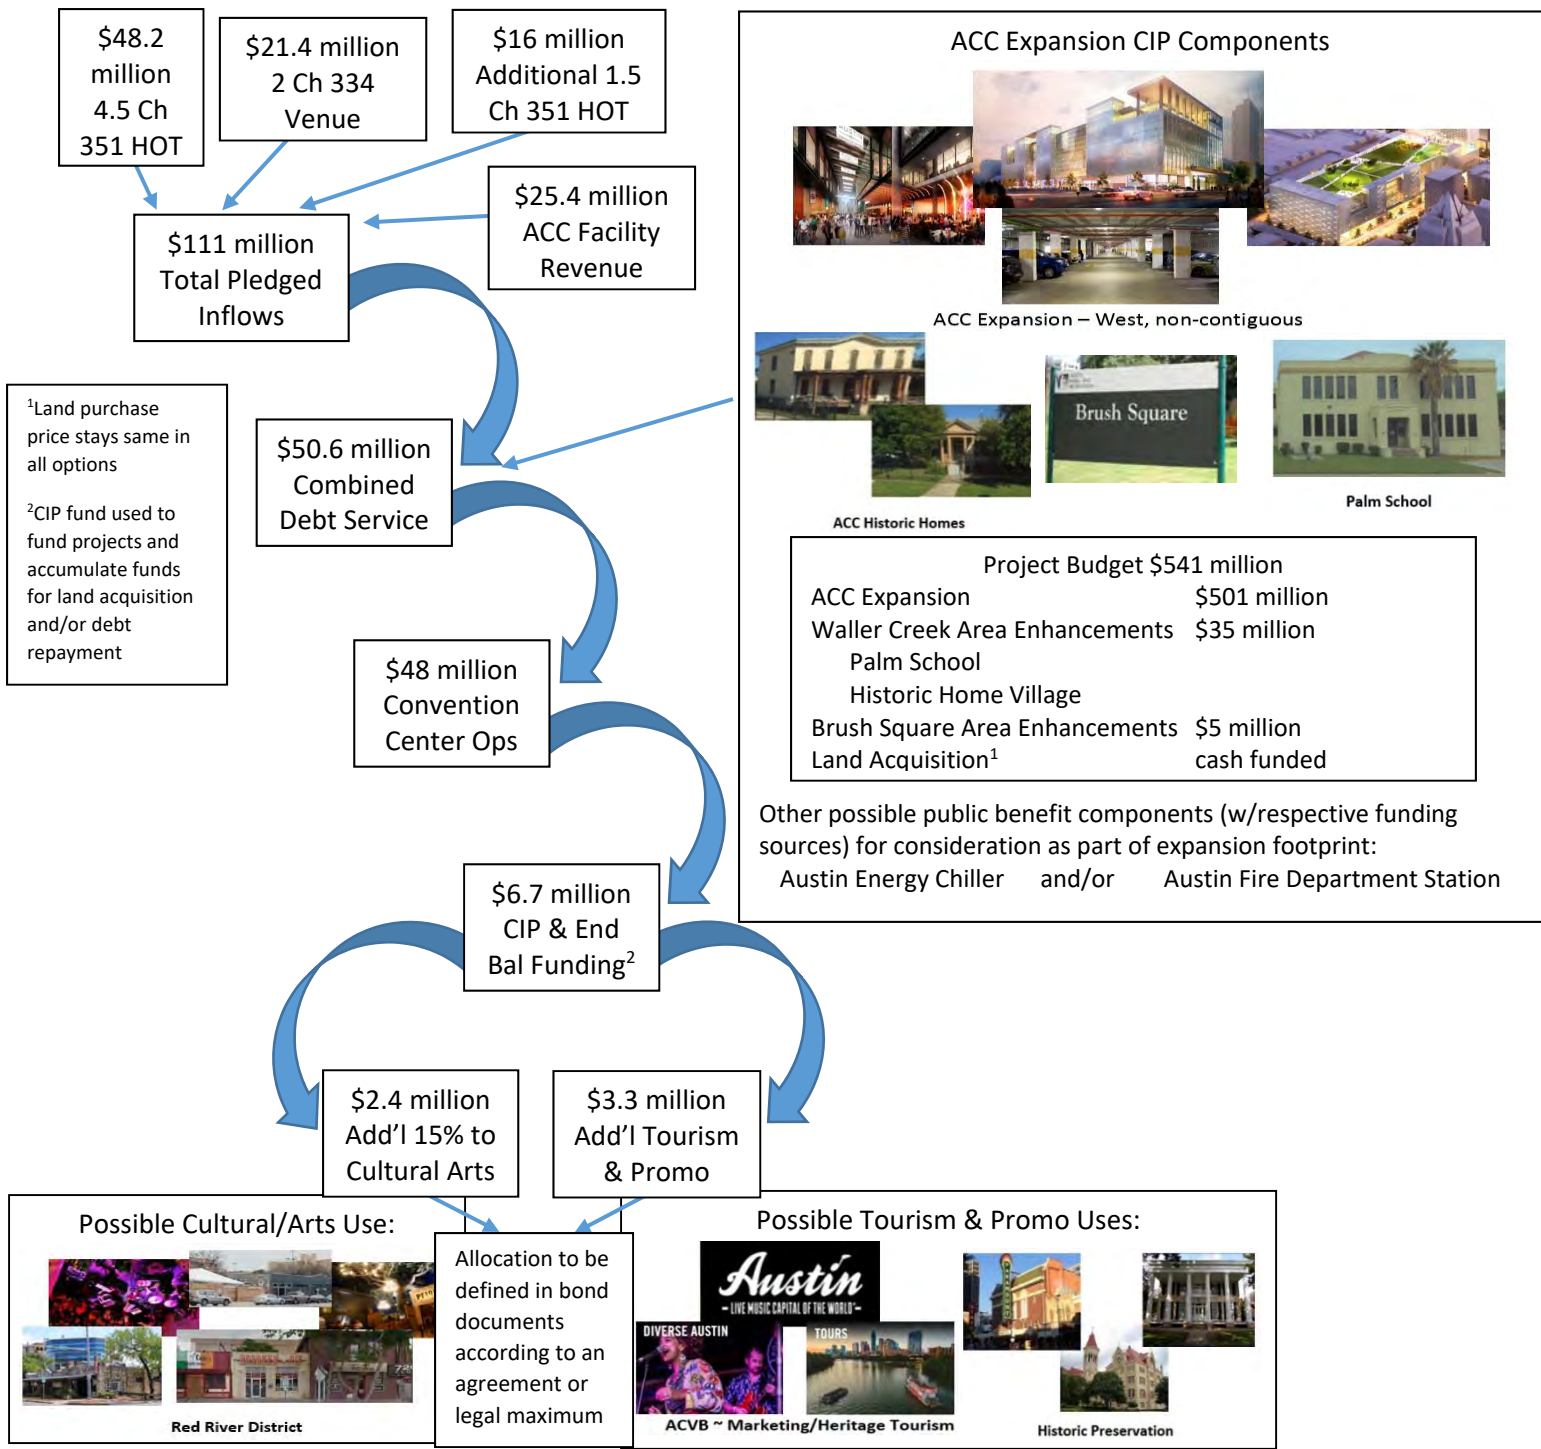 $48.2
million
4.5 Ch
351 HOT
$21.4 million
2 Ch 334
Venue
$16 million
Additional 1.5
Ch 351 HOT
$25.4 million
ACC Facility
Revenue
$111 million
Total Pledged
Inflows
¹Land purchase
price stays same in
all options
²CIP fund used to
fund projects and
accumulate funds
for land acquisition
and/or debt
repayment
$50.6 million
Combined
Debt Service
$48 million
Convention
Center Ops
$6.7 million
CIP & End
Bal Funding²
$2.4 million
Add’l 15% to
Cultural Arts
$3.3 million
Add’l Tourism
& Promo
ACC Expansion CIP Components
ACC Expansion – West, non-contiguous
Brush Square
ACC Historic Homes
Palm School
Project Budget $541 million
ACC Expansion $501 million
Waller Creek Area Enhancements $35 million
Palm School
Historic Home Village
Brush Square Area Enhancements $5 million
Land Acquisition¹ cash funded
Other possible public benefit components (w/respective funding
sources) for consideration as part of expansion footprint:
Austin Energy Chiller and/or Austin Fire Department Station
Possible Cultural/Arts Use:
Red River District
Allocation to be
defined in bond
documents
according to an
agreement or
legal maximum
Possible Tourism & Promo Uses:
Austin
LIVE MUSIC CAPITAL OF THE WORLD
DIVERSE AUSTIN
TOURS
ACVB ~ Marketing/Heritage Tourism
Historic Preservation